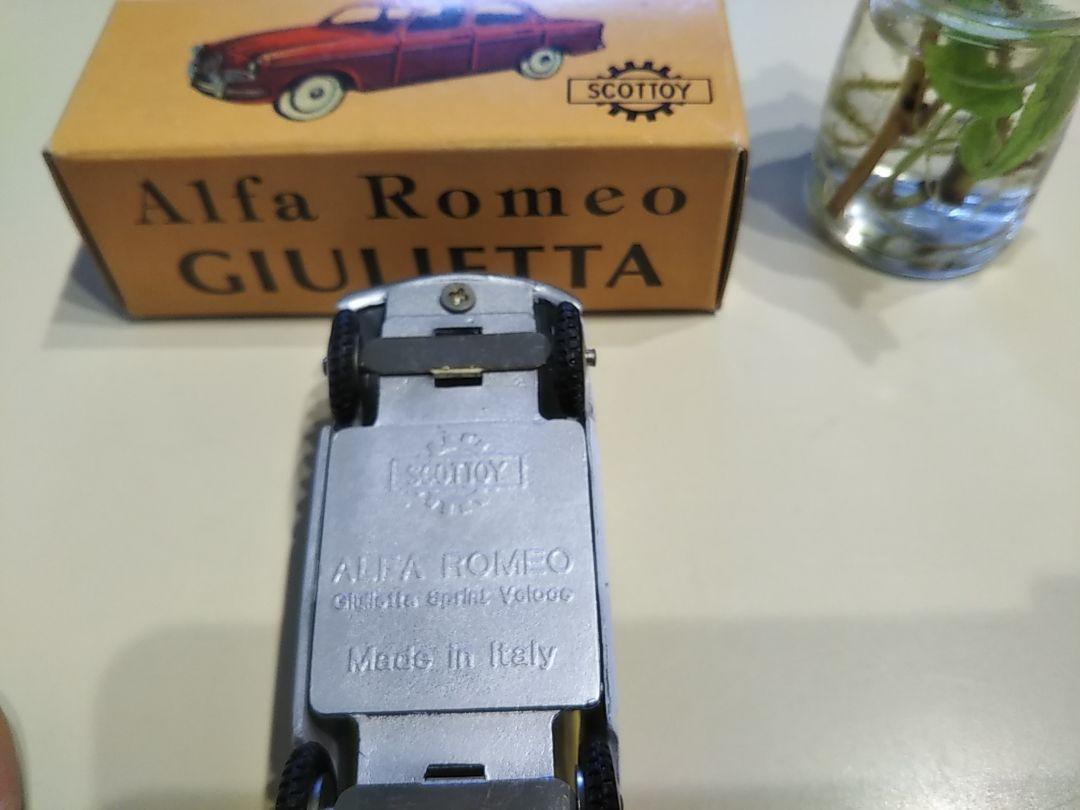 SCOTTOY
Alfa Romeo
GIULIETTA
SCOTTOY
ALFA ROMEO
Giulietta Sprint Veloce
Made in Italy